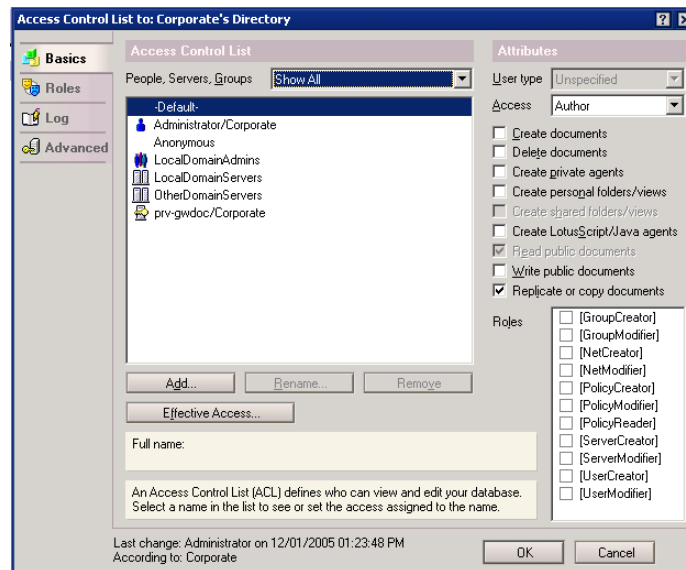 Access Control List to: Corporate's Directory
Basics
Roles
Log
Advanced
Access Control List
People, Servers, Groups
Show All
-Default-
Administrator/Corporate
Anonymous
LocalDomainAdmins
LocalDomainServers
OtherDomainServers
prv-gwdoc/Corporate
Add...
Rename...
Remove
Effective Access...
Full name:
An Access Control List (ACL) defines who can view and edit your database.
Select a name in the list to see or set the access assigned to the name.
Attributes
User type
Unspecified
Access
Author
Create documents
Delete documents
Create private agents
Create personal folders/views
Create shared folders/views
Create LotusScript/Java agents
Read public documents
Write public documents
Replicate or copy documents
Roles
[GroupCreator]
[GroupModifier]
[NetCreator]
[NetModifier]
[PolicyCreator]
[PolicyModifier]
[PolicyReader]
[ServerCreator]
[ServerModifier]
[UserCreator]
[UserModifier]
Last change: Administrator on 12/01/2005 01:23:48 PM
According to: Corporate
OK
Cancel